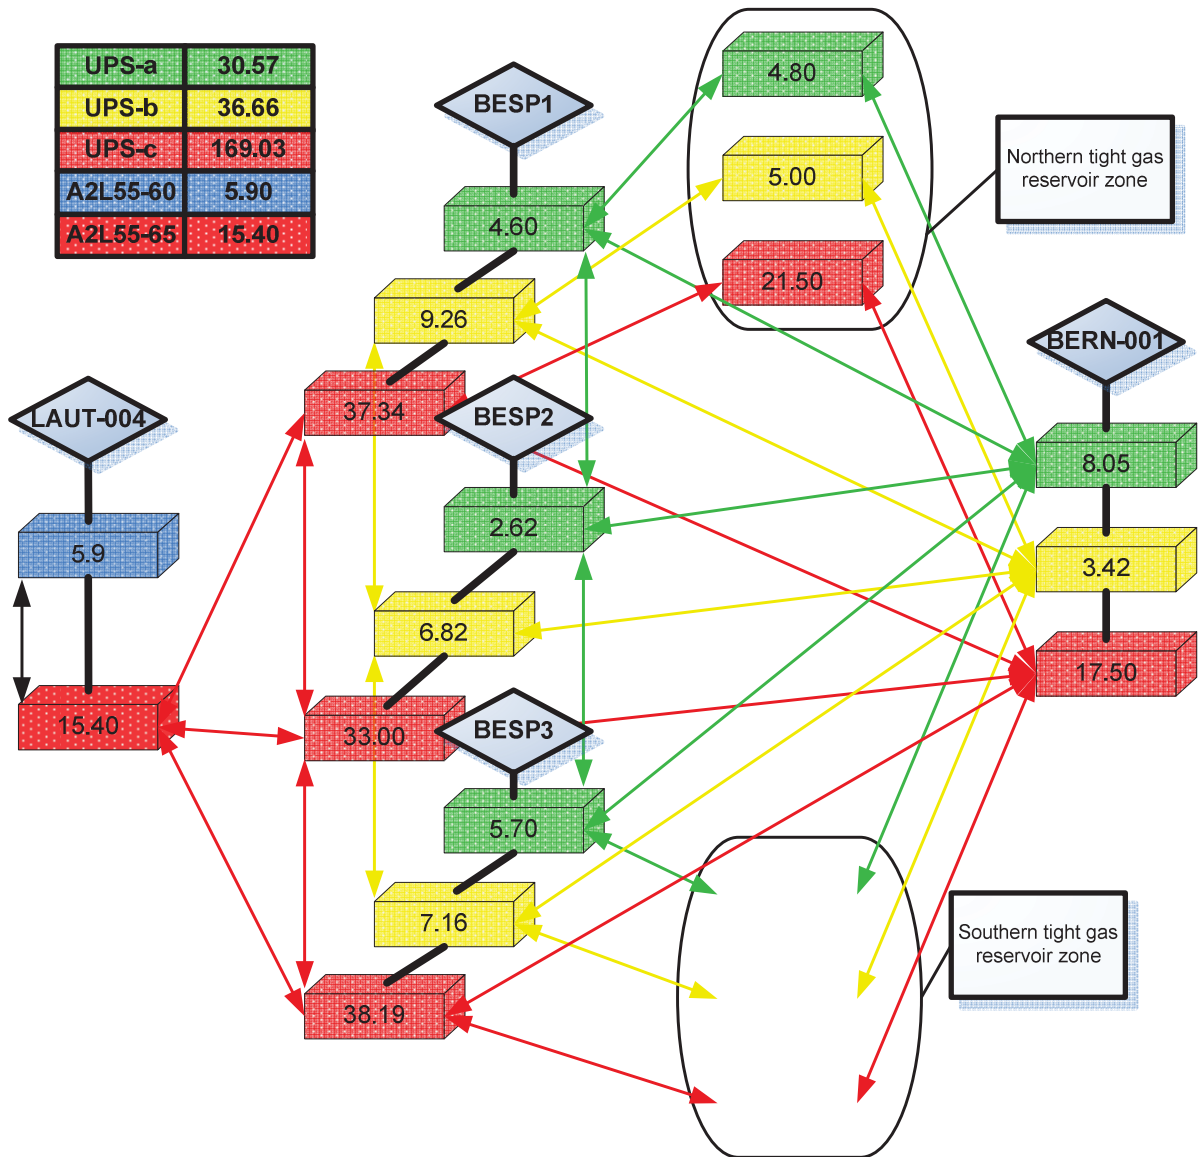 UPS-a 30.57
UPS-b 36.66
UPS-c 169.03
A2L55-60 5.90
A2L55-65 15.40
BESP1
4.60
9.26
37.34
4.80
5.00
21.50
Northern tight gas
reservoir zone
LAUT-004
5.9
15.40
BESP2
2.62
6.82
33.00
BERN-001
8.05
3.42
17.50
BESP3
5.70
7.16
38.19
Southern tight gas
reservoir zone